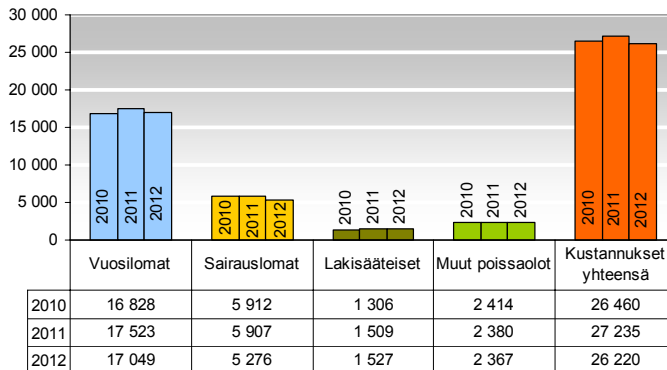 30 000
25 000
20 000
15 000
10 000
5 000
0
2010 2011 2012 2010 2011 2012 2010 2011 2012 2010 2011 2012 2010 2011 2012
Vuosilomat Sairauslomat Lakisääteiset Muut poissaolot Kustannukset yhteensä
2010 16 828 5 912 1 306 2 414 26 460
2011 17 523 5 907 1 509 2 380 27 235
2012 17 049 5 276 1 527 2 367 26 220